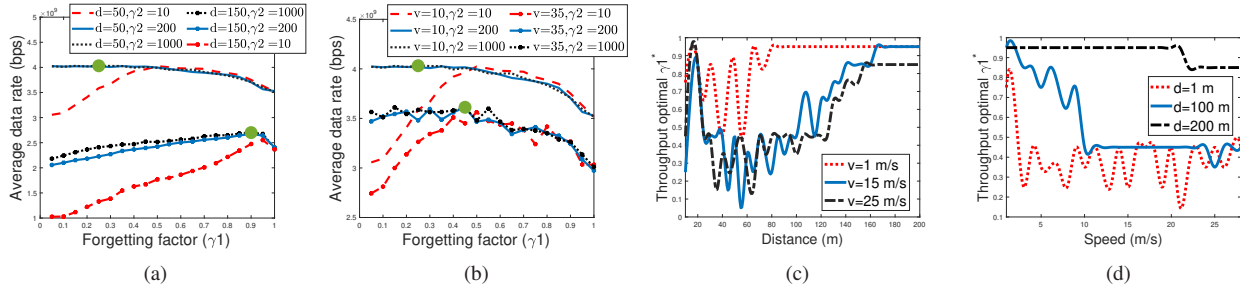 ×10⁹
d=50,γ2 =10
d=50,γ2 =200
d=50,γ2 =1000
d=150,γ2 =1000
d=150,γ2 =200
d=150,γ2 =10
Average data rate (bps)
5
4.5
4
3.5
3
2.5
2
1.5
1
0 0.1 0.2 0.3 0.4 0.5 0.6 0.7 0.8 0.9 1
Forgetting factor (γ1)
(a)
×10⁹
v=10,γ2 =10
v=10,γ2 =200
v=10,γ2 =1000
v=35,γ2 =10
v=35,γ2 =200
v=35,γ2 =1000
Average data rate (bps)
4.5
4
3.5
3
2.5
0 0.1 0.2 0.3 0.4 0.5 0.6 0.7 0.8 0.9 1
Forgetting factor (γ1)
(b)
Throughput optimal γ1*
1
0.9
0.8
0.7
0.6
0.5
0.4
0.3
0.2
0.1
0
v=1 m/s
v=15 m/s
v=25 m/s
20 40 60 80 100 120 140 160 180 200
Distance (m)
(c)
Throughput optimal γ1*
1
0.9
0.8
0.7
0.6
0.5
0.4
0.3
0.2
0.1
d=1 m
d=100 m
d=200 m
5 10 15 20 25
Speed (m/s)
(d)